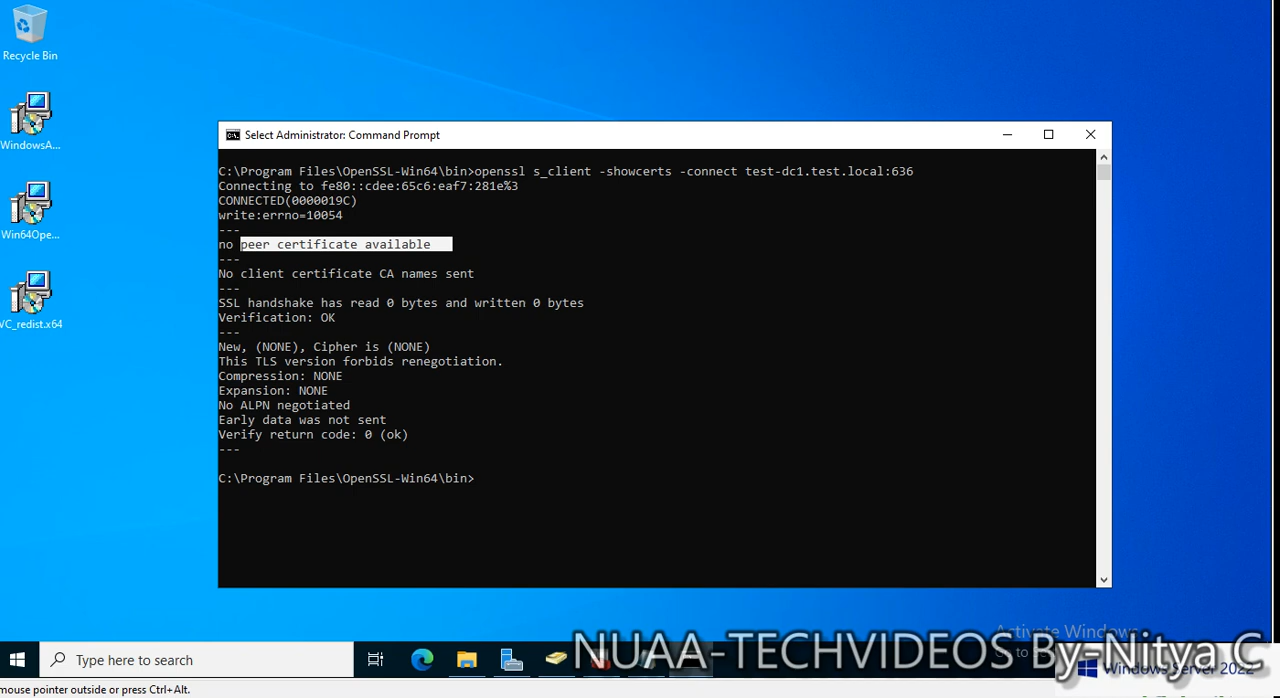 Recycle Bin
WindowsA...
Win64Ope...
VC_redist.x64
Select Administrator: Command Prompt
C:\Program Files\OpenSSL-Win64\bin>openssl s_client -showcerts -connect test-dc1.test.local:636
Connecting to fe80::cdee:65c6:eaf7:281e%3
CONNECTED(0000019C)
write:errno=10054
---
no peer certificate available
---
No client certificate CA names sent
---
SSL handshake has read 0 bytes and written 0 bytes
Verification: OK
---
New, (NONE), Cipher is (NONE)
This TLS version forbids renegotiation.
Compression: NONE
Expansion: NONE
No ALPN negotiated
Early data was not sent
Verify return code: 0 (ok)
---
C:\Program Files\OpenSSL-Win64\bin>
Activate Windows
Go to Se
NUAA-TECHVIDEOS By-Nitya C
Type here to search
Windows Server 2022
mouse pointer outside or press Ctrl+Alt.